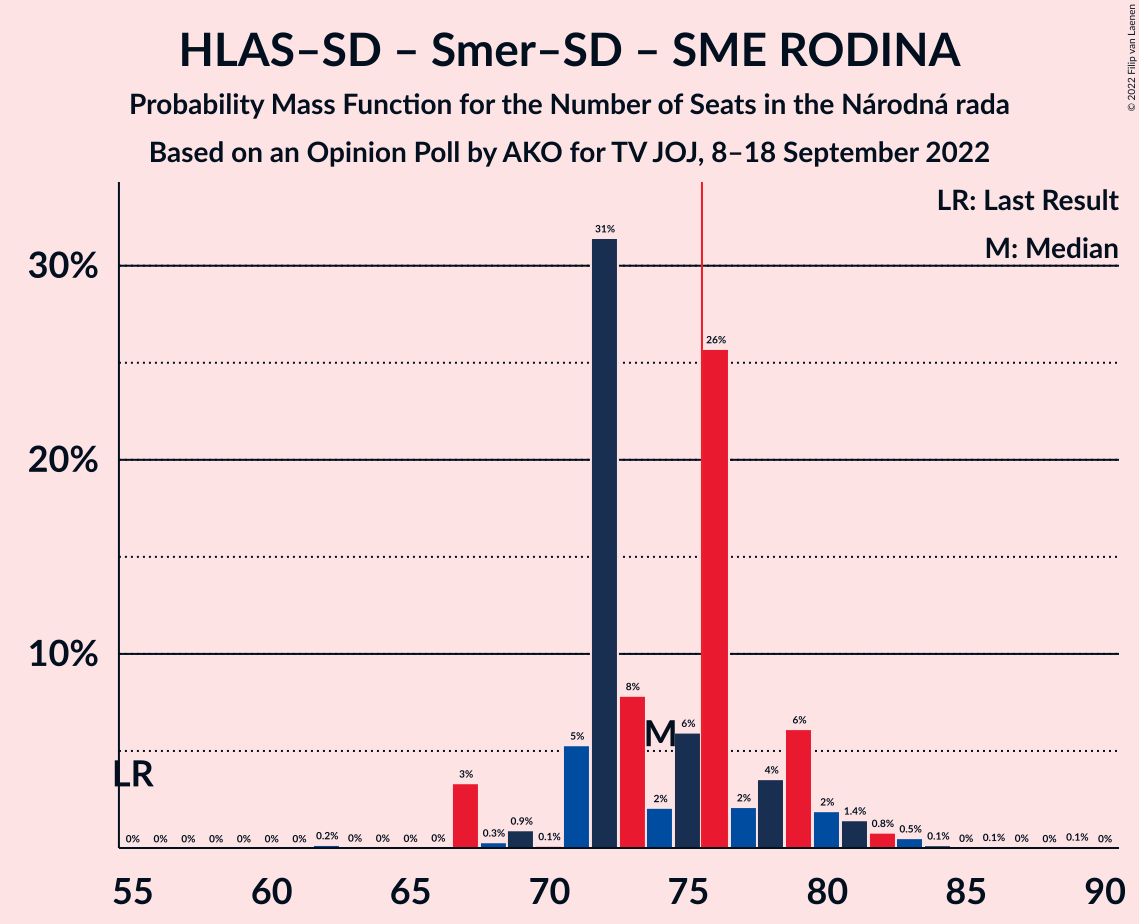 HLAS–SD – Smer–SD – SME RODINA
Probability Mass Function for the Number of Seats in the Národná rada
Based on an Opinion Poll by AKO for TV JOJ, 8–18 September 2022
© 2022 Filip van Laenen
LR: Last Result
M: Median
30%
20%
10%
LR
M
0% 0% 0% 0% 0% 0% 0% 0.2% 0% 0% 0% 0% 3% 0.3% 0.9% 0.1% 5% 31% 8% 2% 6% 26% 2% 4% 6% 2% 1.4% 0.8% 0.5% 0.1% 0% 0.1% 0% 0% 0.1% 0%
55 60 65 70 75 80 85 90